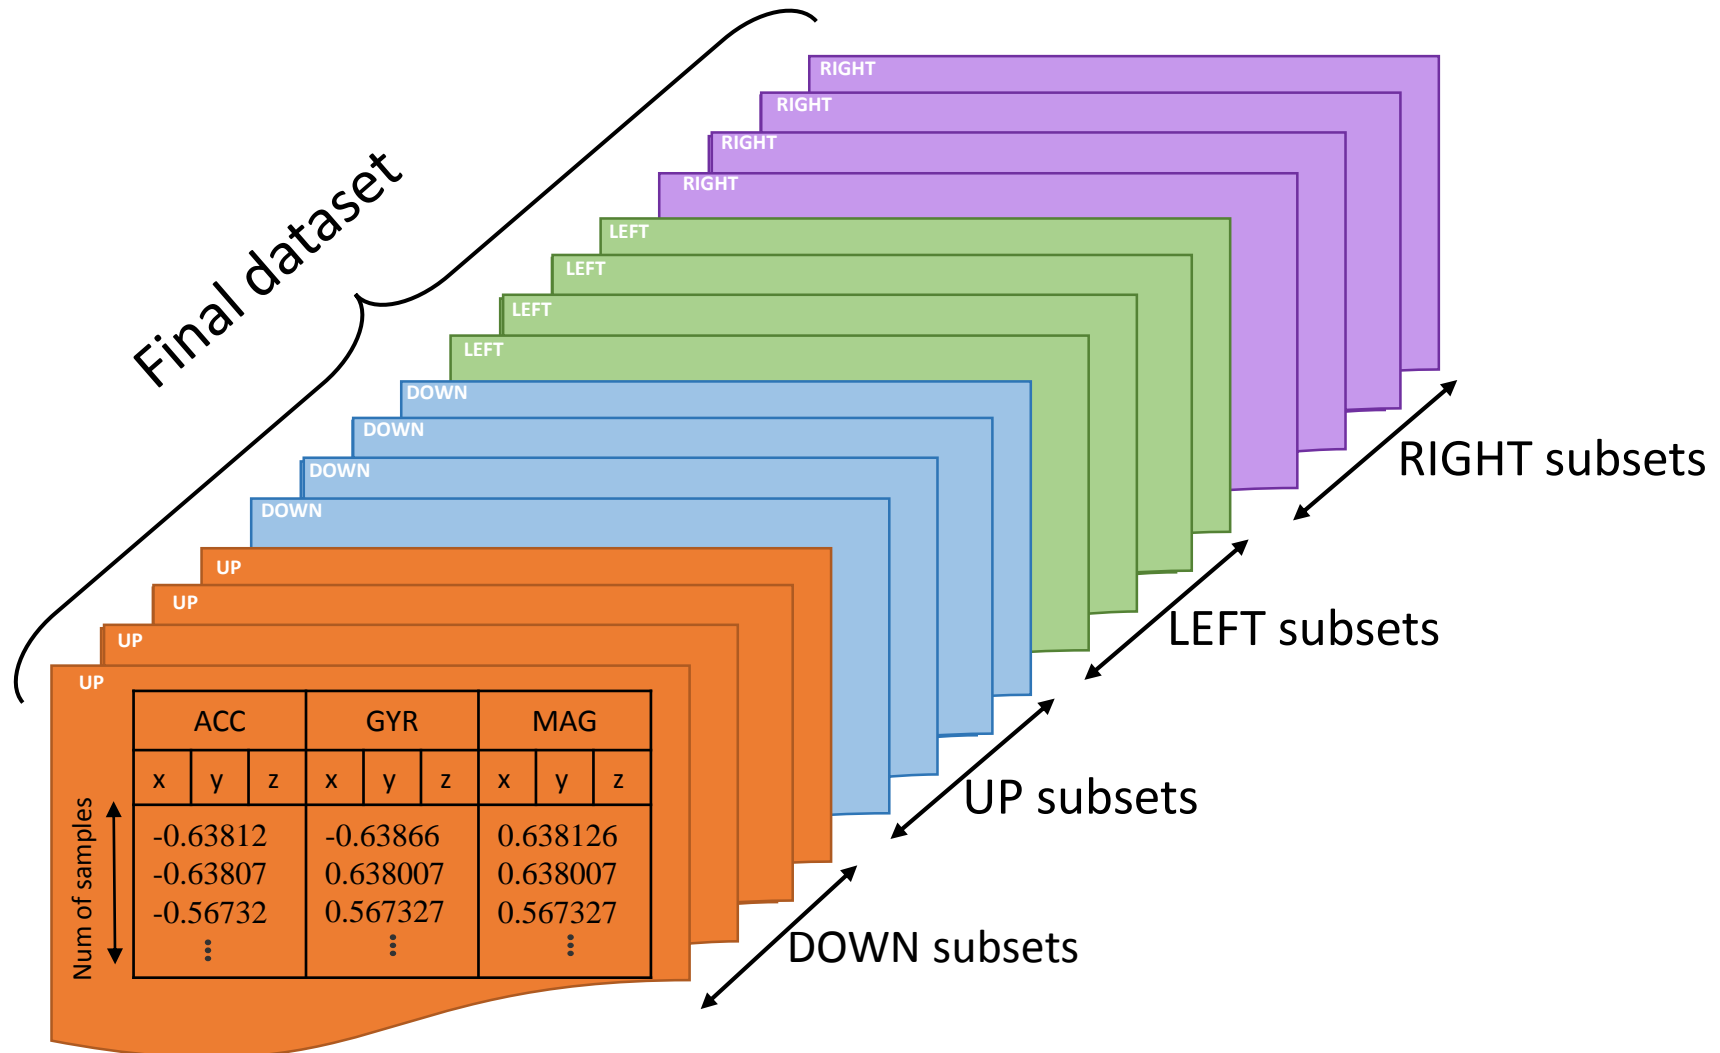 Final dataset
RIGHT
RIGHT
RIGHT
RIGHT
LEFT
LEFT
LEFT
LEFT
DOWN
DOWN
DOWN
DOWN
UP
UP
UP
UP
RIGHT subsets
LEFT subsets
UP subsets
DOWN subsets
Num of samples
ACC GYR MAG
x y z x y z x y z
-0.63812 -0.63866 0.638126
-0.63807 0.638007 0.638007
-0.56732 0.567327 0.567327
⋮ ⋮ ⋮